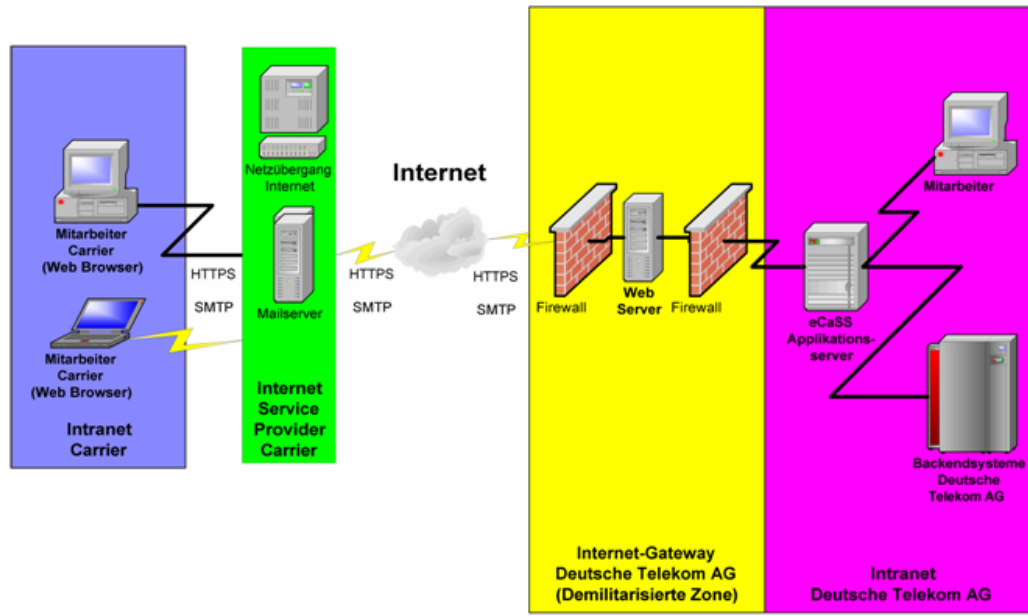 Mitarbeiter
Carrier
(Web Browser)
Mitarbeiter
Carrier
(Web Browser)
Intranet
Carrier
HTTPS
SMTP
Netzübergang
Internet
Mailserver
Internet
Service
Provider
Carrier
Internet
HTTPS
SMTP
HTTPS
SMTP
Firewall
Web
Server
Firewall
Internet-Gateway
Deutsche Telekom AG
(Demilitarisierte Zone)
Mitarbeiter
eCaSS
Applikations-
server
Backendsysteme
Deutsche
Telekom AG
Intranet
Deutsche Telekom AG